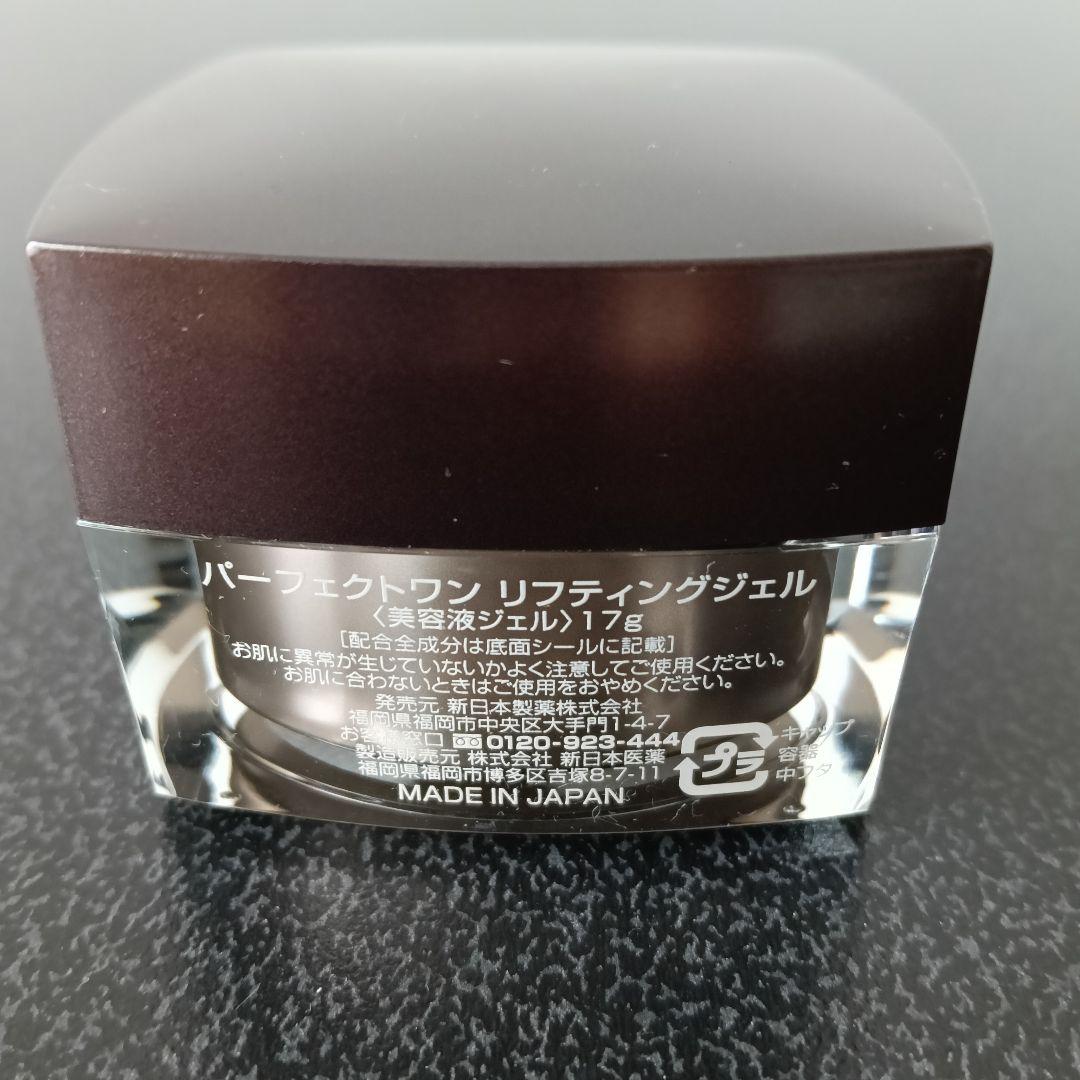 パーフェクトワン リフティングジェル
〈美容液ジェル〉17g
[配合全成分は底面シールに記載]
お肌に異常が生じていないかよく注意してご使用ください。
お肌に合わないときはご使用をおやめください。
発売元 新日本製薬株式会社
福岡県福岡市中央区大手門1-4-7
お客様窓口 0120-923-444
製造販売元 株式会社 新日本医薬
福岡県福岡市博多区吉塚8-7-11
MADE IN JAPAN
プラ
キャップ
容器
中フタ